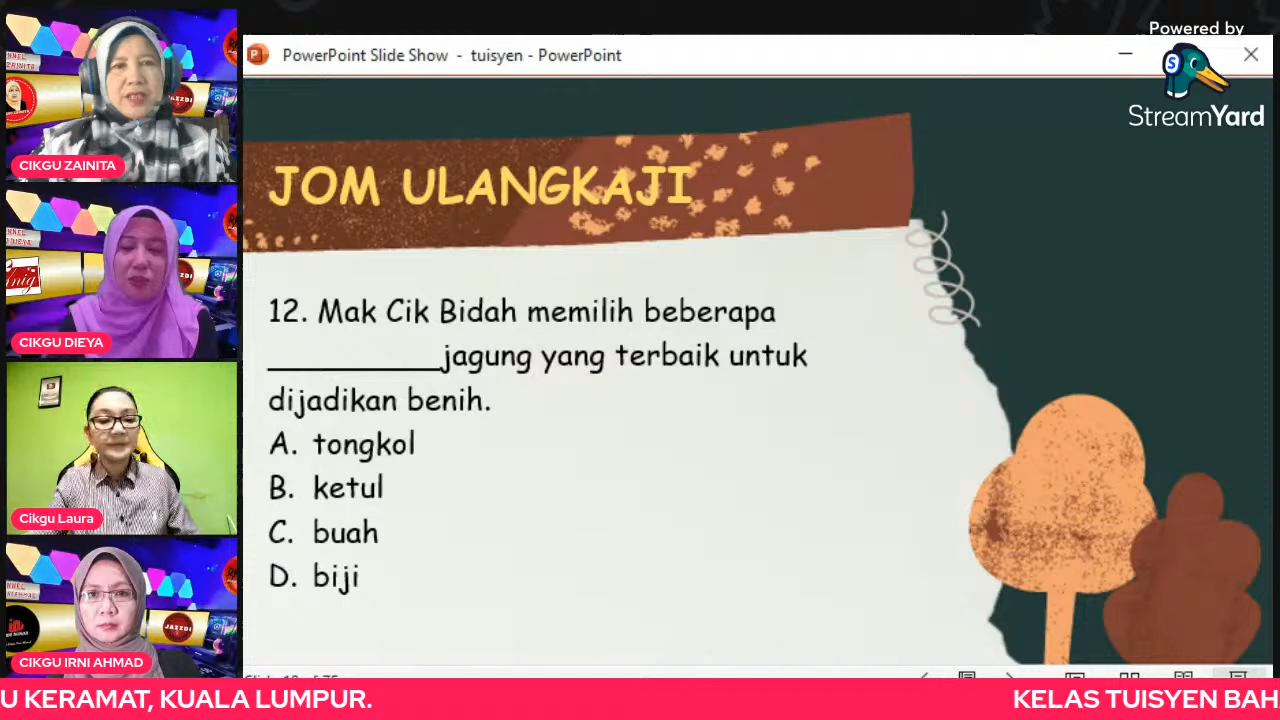 Powered by
StreamYard
PowerPoint Slide Show - tuisyen - PowerPoint
JOM ULANGKAJI
12. Mak Cik Bidah memilih beberapa
__________jagung yang terbaik untuk
dijadikan benih.
A. tongkol
B. ketul
C. buah
D. biji
CIKGU ZAINITA
CIKGU DIEYA
Cikgu Laura
CIKGU IRNI AHMAD
JAZZDI
U KERAMAT, KUALA LUMPUR.
KELAS TUISYEN BAH